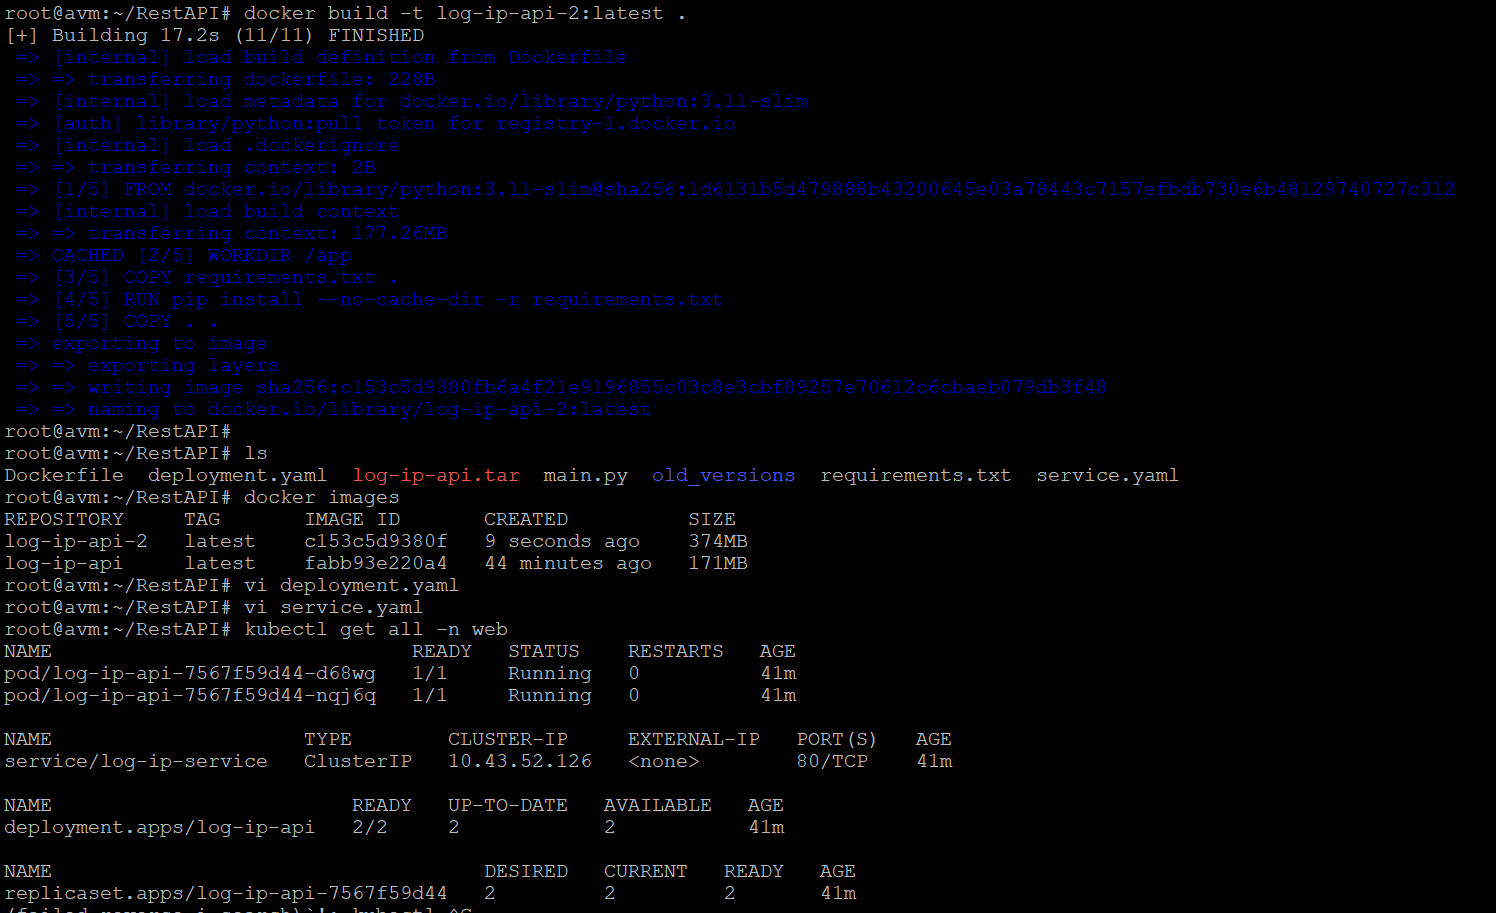 root@avm:~/RestAPI# docker build -t log-ip-api-2:latest .
[+] Building 17.2s (11/11) FINISHED
=> [internal] load build definition from Dockerfile
=> => transferring dockerfile: 228B
=> [internal] load metadata for docker.io/library/python:3.11-slim
=> [auth] library/python:pull token for registry-1.docker.io
=> [internal] load .dockerignore
=> => transferring context: 2B
=> [1/5] FROM docker.io/library/python:3.11-slim@sha256:1d6131b5d479888b43200645e03a78443c7157efbdb730e6b48129740727c312
=> [internal] load build context
=> => transferring context: 177.26MB
=> CACHED [2/5] WORKDIR /app
=> [3/5] COPY requirements.txt .
=> [4/5] RUN pip install --no-cache-dir -r requirements.txt
=> [5/5] COPY . .
=> exporting to image
=> => exporting layers
=> => writing image sha256:c153c5d9380fb6a4f21e9196855c03c8e3cbf89257e70612c6cbaeb079db3f48
=> => naming to docker.io/library/log-ip-api-2:latest
root@avm:~/RestAPI#
root@avm:~/RestAPI# ls
Dockerfile deployment.yaml log-ip-api.tar main.py old_versions requirements.txt service.yaml
root@avm:~/RestAPI# docker images
REPOSITORY TAG IMAGE ID CREATED SIZE
log-ip-api-2 latest c153c5d9380f 9 seconds ago 374MB
log-ip-api latest fabb93e220a4 44 minutes ago 171MB
root@avm:~/RestAPI# vi deployment.yaml
root@avm:~/RestAPI# vi service.yaml
root@avm:~/RestAPI# kubectl get all -n web
NAME READY STATUS RESTARTS AGE
pod/log-ip-api-7567f59d44-d68wg 1/1 Running 0 41m
pod/log-ip-api-7567f59d44-nqj6q 1/1 Running 0 41m
NAME TYPE CLUSTER-IP EXTERNAL-IP PORT(S) AGE
service/log-ip-service ClusterIP 10.43.52.126 <none> 80/TCP 41m
NAME READY UP-TO-DATE AVAILABLE AGE
deployment.apps/log-ip-api 2/2 2 2 41m
NAME DESIRED CURRENT READY AGE
replicaset.apps/log-ip-api-7567f59d44 2 2 2 41m